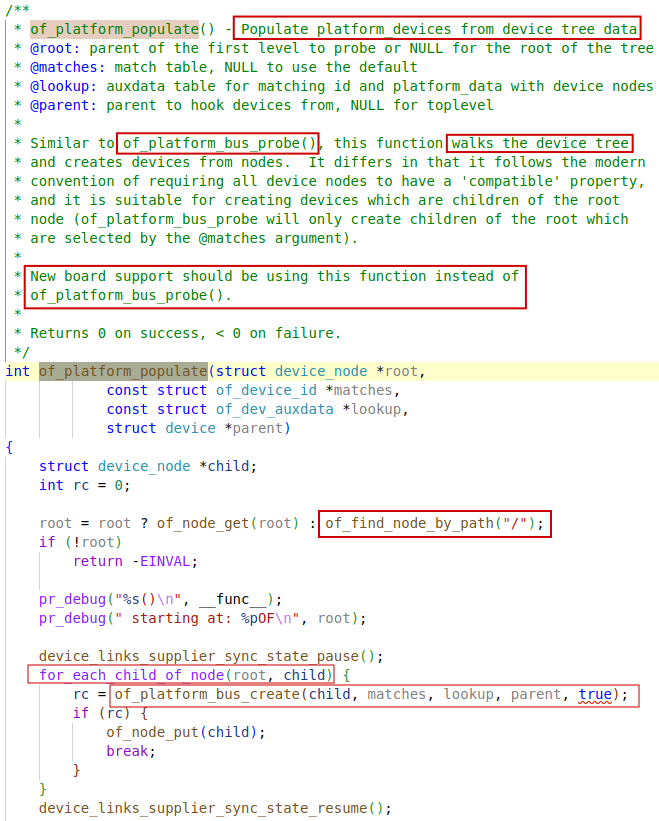 /**
 * of_platform_populate() - Populate platform_devices from device tree data
 * @root: parent of the first level to probe or NULL for the root of the tree
 * @matches: match table, NULL to use the default
 * @lookup: auxdata table for matching id and platform_data with device nodes
 * @parent: parent to hook devices from, NULL for toplevel
 *
 * Similar to of_platform_bus_probe(), this function walks the device tree
 * and creates devices from nodes.  It differs in that it follows the modern
 * convention of requiring all device nodes to have a 'compatible' property,
 * and it is suitable for creating devices which are children of the root
 * node (of_platform_bus_probe will only create children of the root which
 * are selected by the @matches argument).
 *
 * New board support should be using this function instead of
 * of_platform_bus_probe().
 *
 * Returns 0 on success, < 0 on failure.
 */
int of_platform_populate(struct device_node *root,
            const struct of_device_id *matches,
            const struct of_dev_auxdata *lookup,
            struct device *parent)
{
    struct device_node *child;
    int rc = 0;

    root = root ? of_node_get(root) : of_find_node_by_path("/");
    if (!root)
        return -EINVAL;

    pr_debug("%s()\n", __func__);
    pr_debug(" starting at: %pOF\n", root);

    device_links_supplier_sync_state_pause();
    for_each_child_of_node(root, child) {
        rc = of_platform_bus_create(child, matches, lookup, parent, true);
        if (rc) {
            of_node_put(child);
            break;
        }
    }
    device_links_supplier_sync_state_resume();